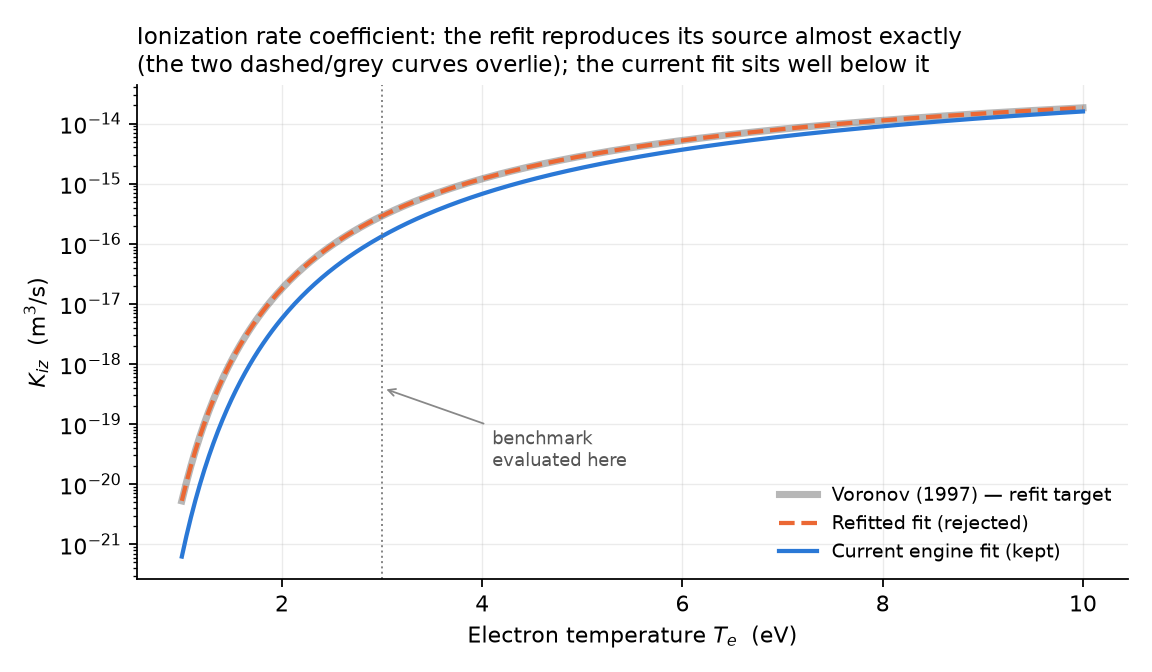 Ionization rate coefficient: the refit reproduces its source almost exactly
(the two dashed/grey curves overlie); the current fit sits well below it
10⁻¹⁴
10⁻¹⁵
10⁻¹⁶
10⁻¹⁷
10⁻¹⁸
10⁻¹⁹
10⁻²⁰
10⁻²¹
K_iz (m³/s)
benchmark
evaluated here
Voronov (1997) — refit target
Refitted fit (rejected)
Current engine fit (kept)
2 4 6 8 10
Electron temperature T_e (eV)